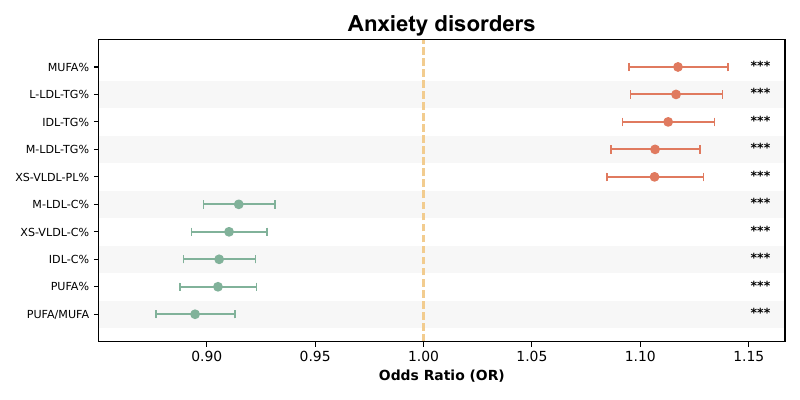 Anxiety disorders
MUFA% ***
L-LDL-TG% ***
IDL-TG% ***
M-LDL-TG% ***
XS-VLDL-PL% ***
M-LDL-C% ***
XS-VLDL-C% ***
IDL-C% ***
PUFA% ***
PUFA/MUFA ***
0.90 0.95 1.00 1.05 1.10 1.15
Odds Ratio (OR)